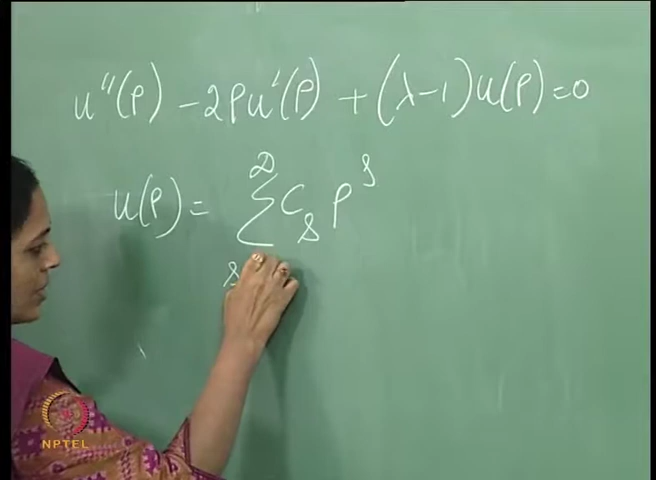 u''(ρ) - 2ρu'(ρ) + (λ-1)u(ρ)=0
u(ρ) = ∑ C_s ρ^s
∞
s
NPTEL